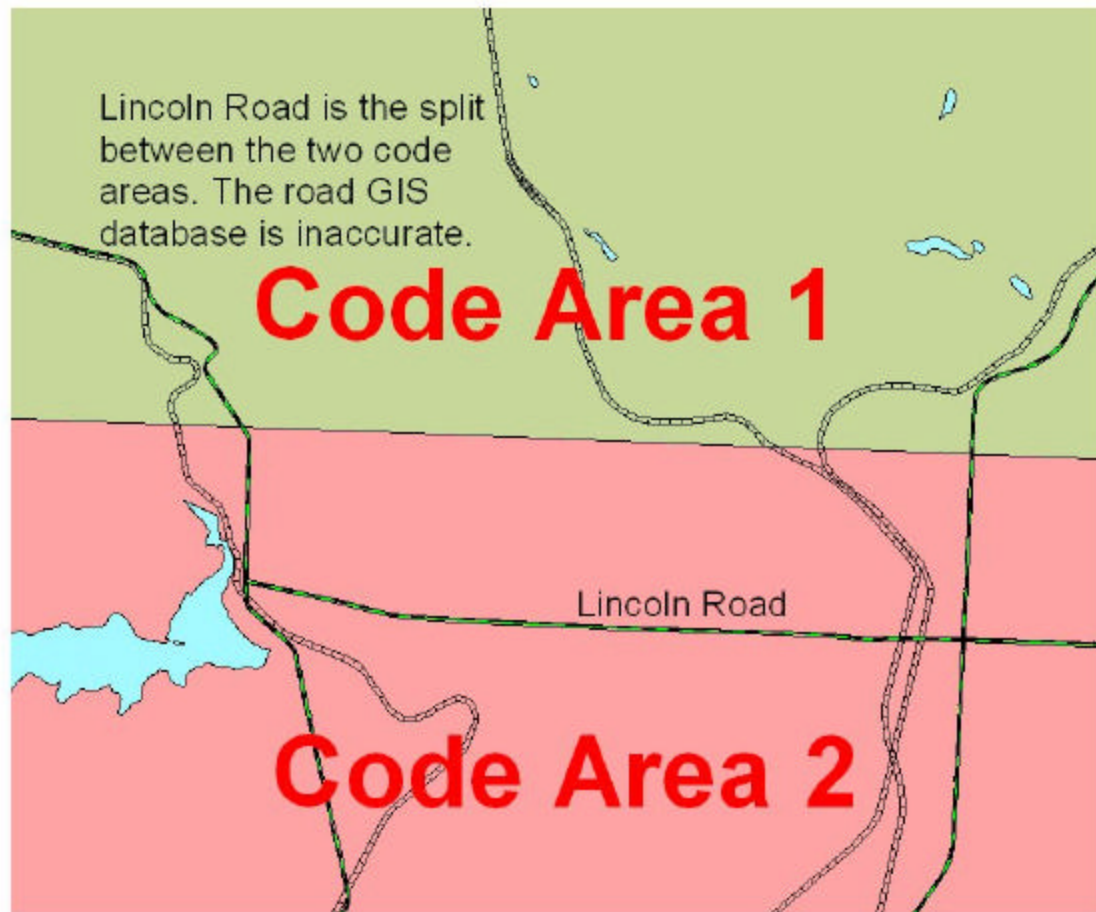 Lincoln Road is the split
between the two code
areas. The road GIS
database is inaccurate.
Code Area 1
Lincoln Road
Code Area 2